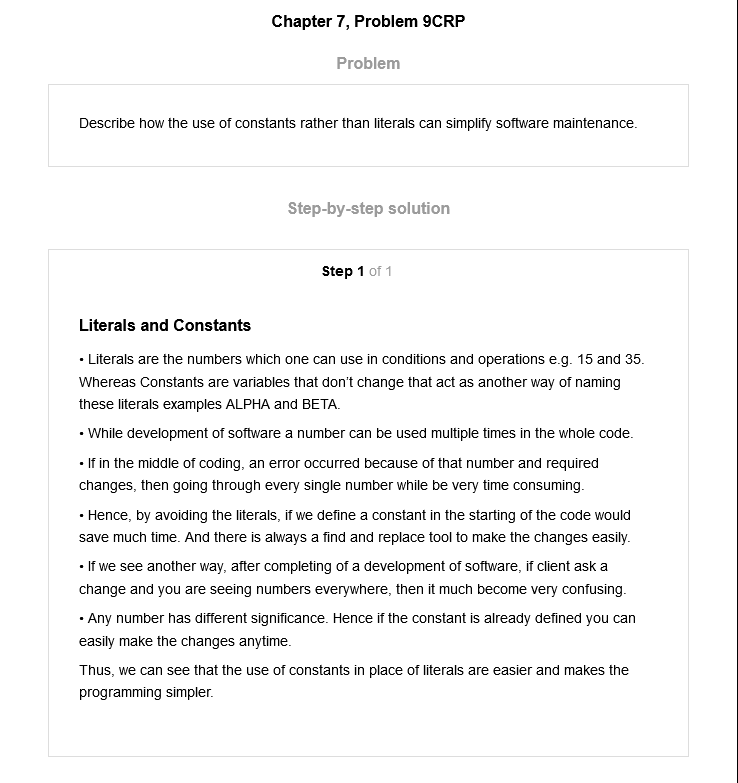 Chapter 7, Problem 9CRP
Problem
Describe how the use of constants rather than literals can simplify software maintenance.
Step-by-step solution
Step 1 of 1
Literals and Constants
• Literals are the numbers which one can use in conditions and operations e.g. 15 and 35.
Whereas Constants are variables that don’t change that act as another way of naming
these literals examples ALPHA and BETA.
• While development of software a number can be used multiple times in the whole code.
• If in the middle of coding, an error occurred because of that number and required
changes, then going through every single number while be very time consuming.
• Hence, by avoiding the literals, if we define a constant in the starting of the code would
save much time. And there is always a find and replace tool to make the changes easily.
• If we see another way, after completing of a development of software, if client ask a
change and you are seeing numbers everywhere, then it much become very confusing.
• Any number has different significance. Hence if the constant is already defined you can
easily make the changes anytime.
Thus, we can see that the use of constants in place of literals are easier and makes the
programming simpler.